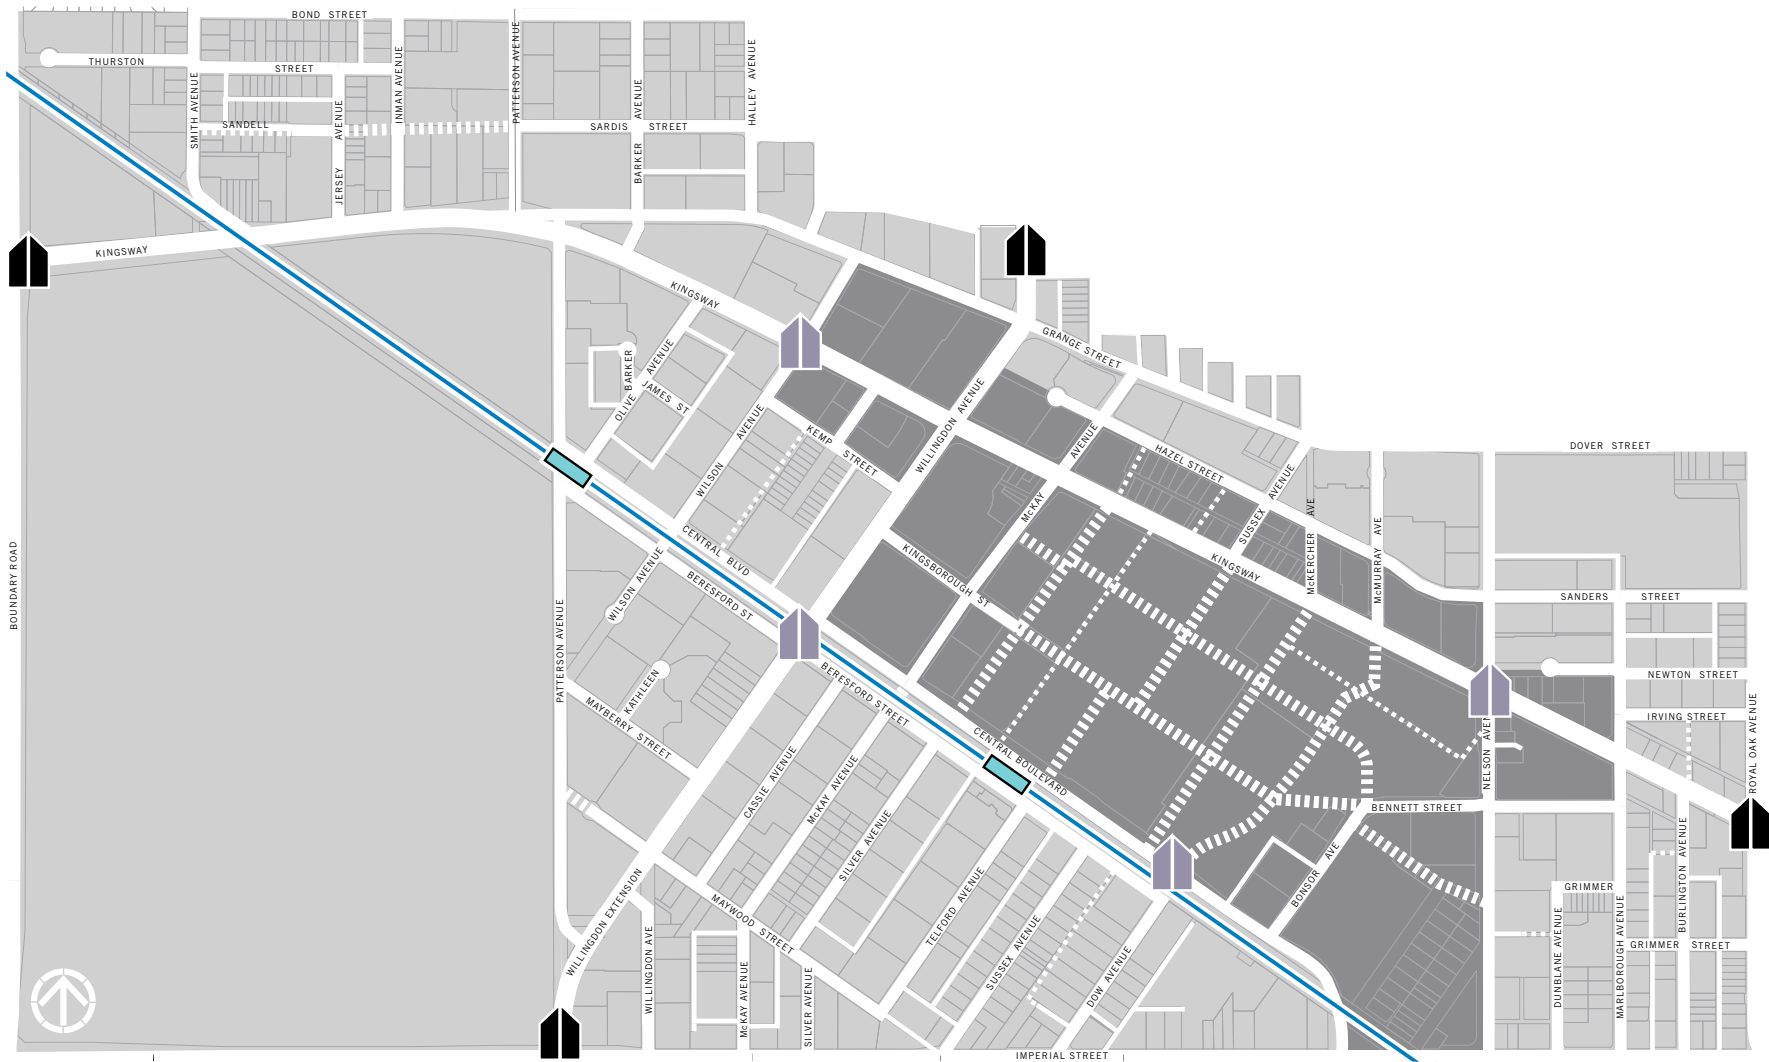 BOND STREET
THURSTON
STREET
SMITH AVENUE
SANDELL
JERSEY AVENUE
INMAN AVENUE
PATTERSON AVENUE
BARKER AVENUE
SARDIS STREET
HALLEY AVENUE
KINGSWAY
KINGSWAY
GRANGE STREET
BARKER
OLIVE AVENUE
JAMES ST
WILSON AVENUE
KEMP STREET
WILLINGDON AVENUE
McKAY AVENUE
HAZEL STREET
SUSSEX AVENUE
McKERCHER AVE
McMURRAY AVE
DOVER STREET
BOUNDARY ROAD
CENTRAL BLVD
BERESFORD ST
WILSON AVENUE
KINGSBOROUGH ST
KINGSWAY
SANDERS STREET
PATTERSON AVENUE
KATHLEEN
MAYBERRY STREET
BERESFORD STREET
CENTRAL BOULEVARD
NEWTON STREET
IRVING STREET
NELSON AVEN
ROYAL OAK AVENUE
CASSIE AVENUE
McKAY AVENUE
SILVER AVENUE
BENNETT STREET
BONSOR AVE
WILLINGDON EXTENSION
WILLINGDON AVE
MAYWOOD STREET
TELFORD AVENUE
SUSSEX AVENUE
DOW AVENUE
GRIMMER
BURLINGTON AVENUE
GRIMMER STREET
DUNBLANE AVENUE
MARLBOROUGH AVENUE
McKAY AVENUE
SILVER AVENUE
IMPERIAL STREET